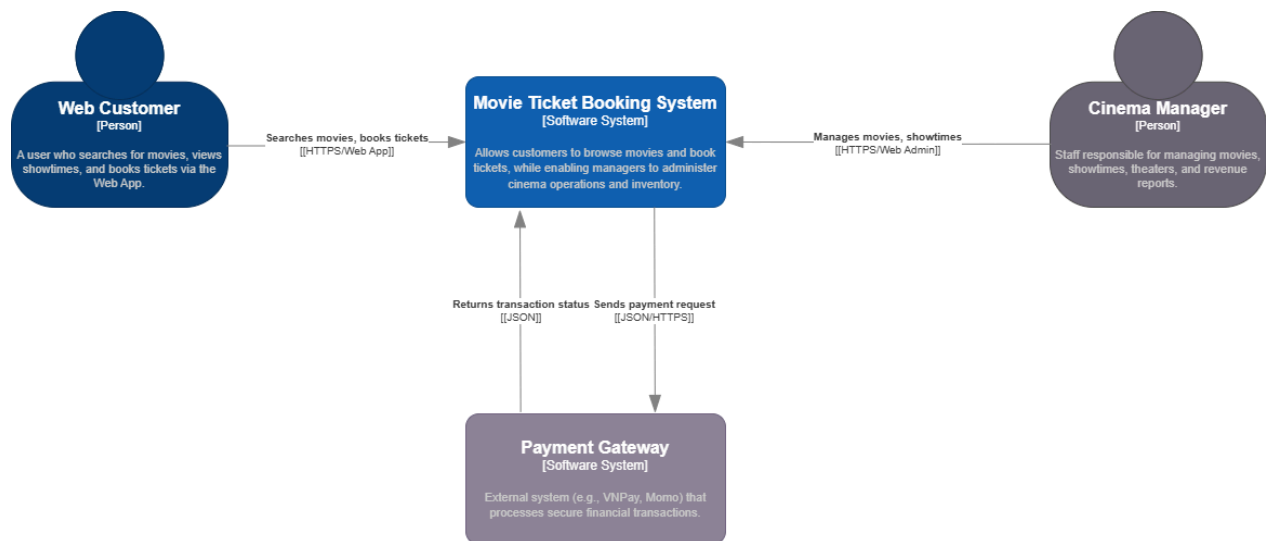 Web Customer
[Person]
A user who searches for movies, views
showtimes, and books tickets via the
Web App.
Searches movies, books tickets
[[HTTPS/Web App]]
Movie Ticket Booking System
[Software System]
Allows customers to browse movies and book
tickets, while enabling managers to administer
cinema operations and inventory.
Manages movies, showtimes
[[HTTPS/Web Admin]]
Cinema Manager
[Person]
Staff responsible for managing movies,
showtimes, theaters, and revenue
reports.
Returns transaction status
[[JSON]]
Sends payment request
[[JSON/HTTPS]]
Payment Gateway
[Software System]
External system (e.g., VNPay, Momo) that
processes secure financial transactions.